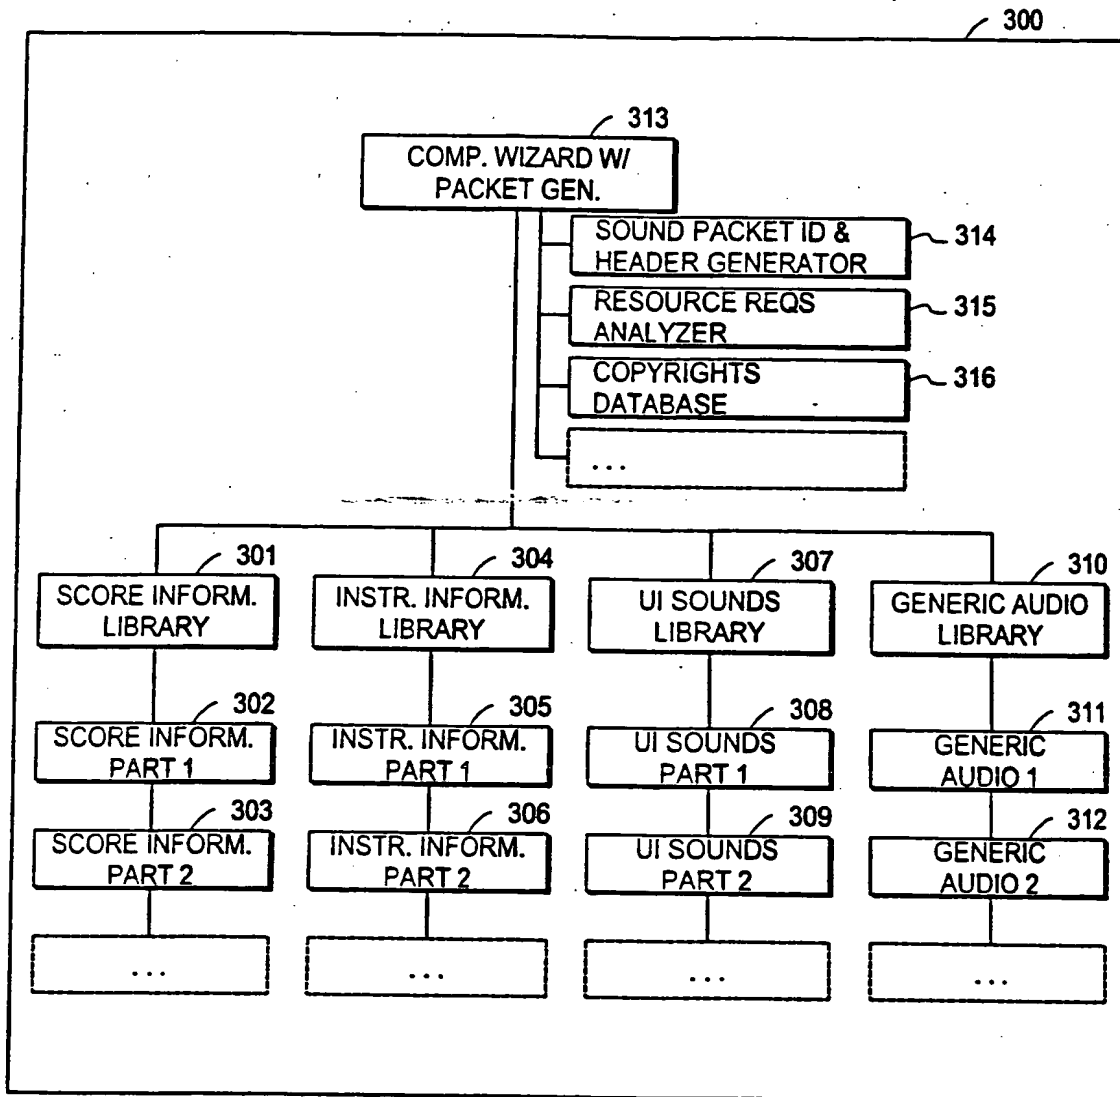 300
313
COMP. WIZARD W/
PACKET GEN.
SOUND PACKET ID &
HEADER GENERATOR
314
RESOURCE REQS
ANALYZER
315
COPYRIGHTS
DATABASE
316
...
301
SCORE INFORM.
LIBRARY
304
INSTR. INFORM.
LIBRARY
307
UI SOUNDS
LIBRARY
310
GENERIC AUDIO
LIBRARY
302
SCORE INFORM.
PART 1
305
INSTR. INFORM.
PART 1
308
UI SOUNDS
PART 1
311
GENERIC
AUDIO 1
303
SCORE INFORM.
PART 2
306
INSTR. INFORM.
PART 2
309
UI SOUNDS
PART 2
312
GENERIC
AUDIO 2
...
...
...
...